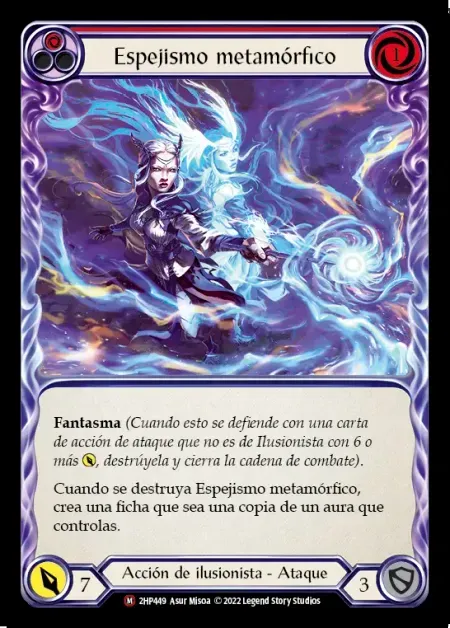 Espejismo metamórfico
1
Fantasma (Cuando esto se defiende con una carta
de acción de ataque que no es de Ilusionista con 6 o
más , destrúyela y cierra la cadena de combate).
Cuando se destruya Espejismo metamórfico,
crea una ficha que sea una copia de un aura que
controlas.
7
Acción de ilusionista - Ataque
3
M 2HP449 Asur Misoa © 2022 Legend Story Studios